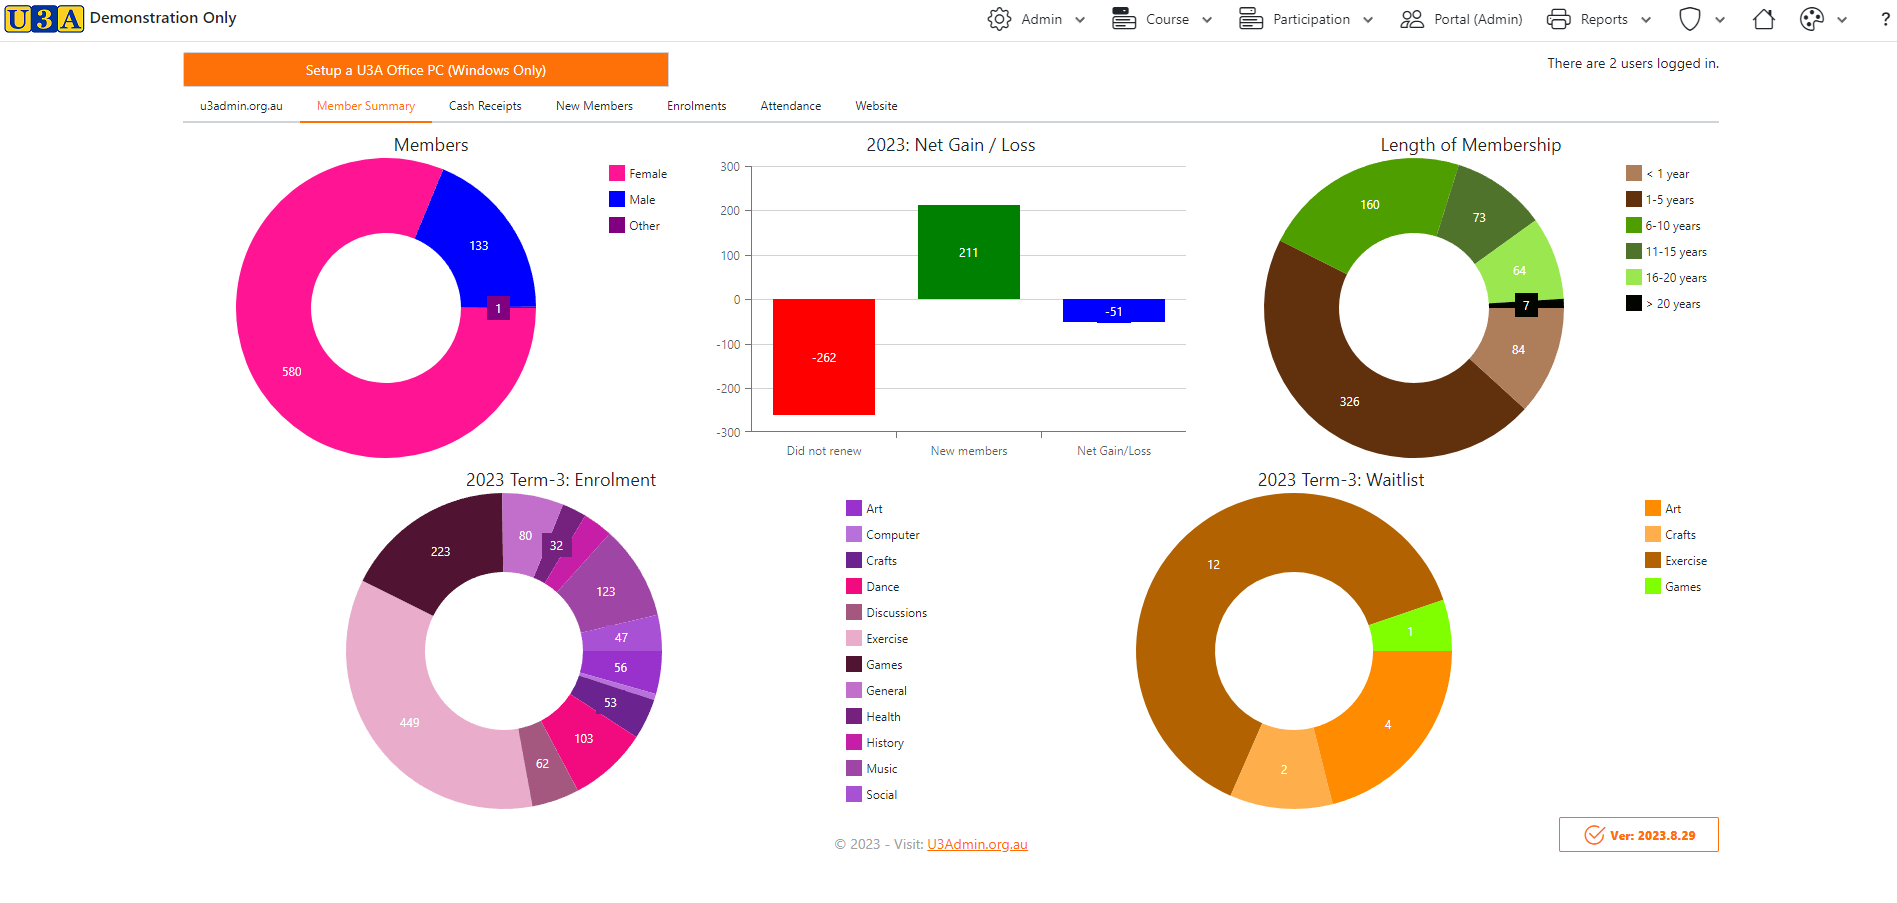 U3A Demonstration Only
Admin Course Participation Portal (Admin) Reports ?
Setup a U3A Office PC (Windows Only)
There are 2 users logged in.
u3admin.org.au Member Summary Cash Receipts New Members Enrolments Attendance Website
Members
Female
Male
Other
133
1
580
2023: Net Gain / Loss
300
200
100
0
-100
-200
-300
211
-51
-262
Did not renew New members Net Gain/Loss
Length of Membership
< 1 year
1-5 years
6-10 years
11-15 years
16-20 years
> 20 years
160
73
64
7
84
326
2023 Term-3: Enrolment
Art
Computer
Crafts
Dance
Discussions
Exercise
Games
General
Health
History
Music
Social
80
32
223
123
47
56
53
449
103
62
2023 Term-3: Waitlist
Art
Crafts
Exercise
Games
12
1
4
2
© 2023 - Visit: U3Admin.org.au
Ver: 2023.8.29